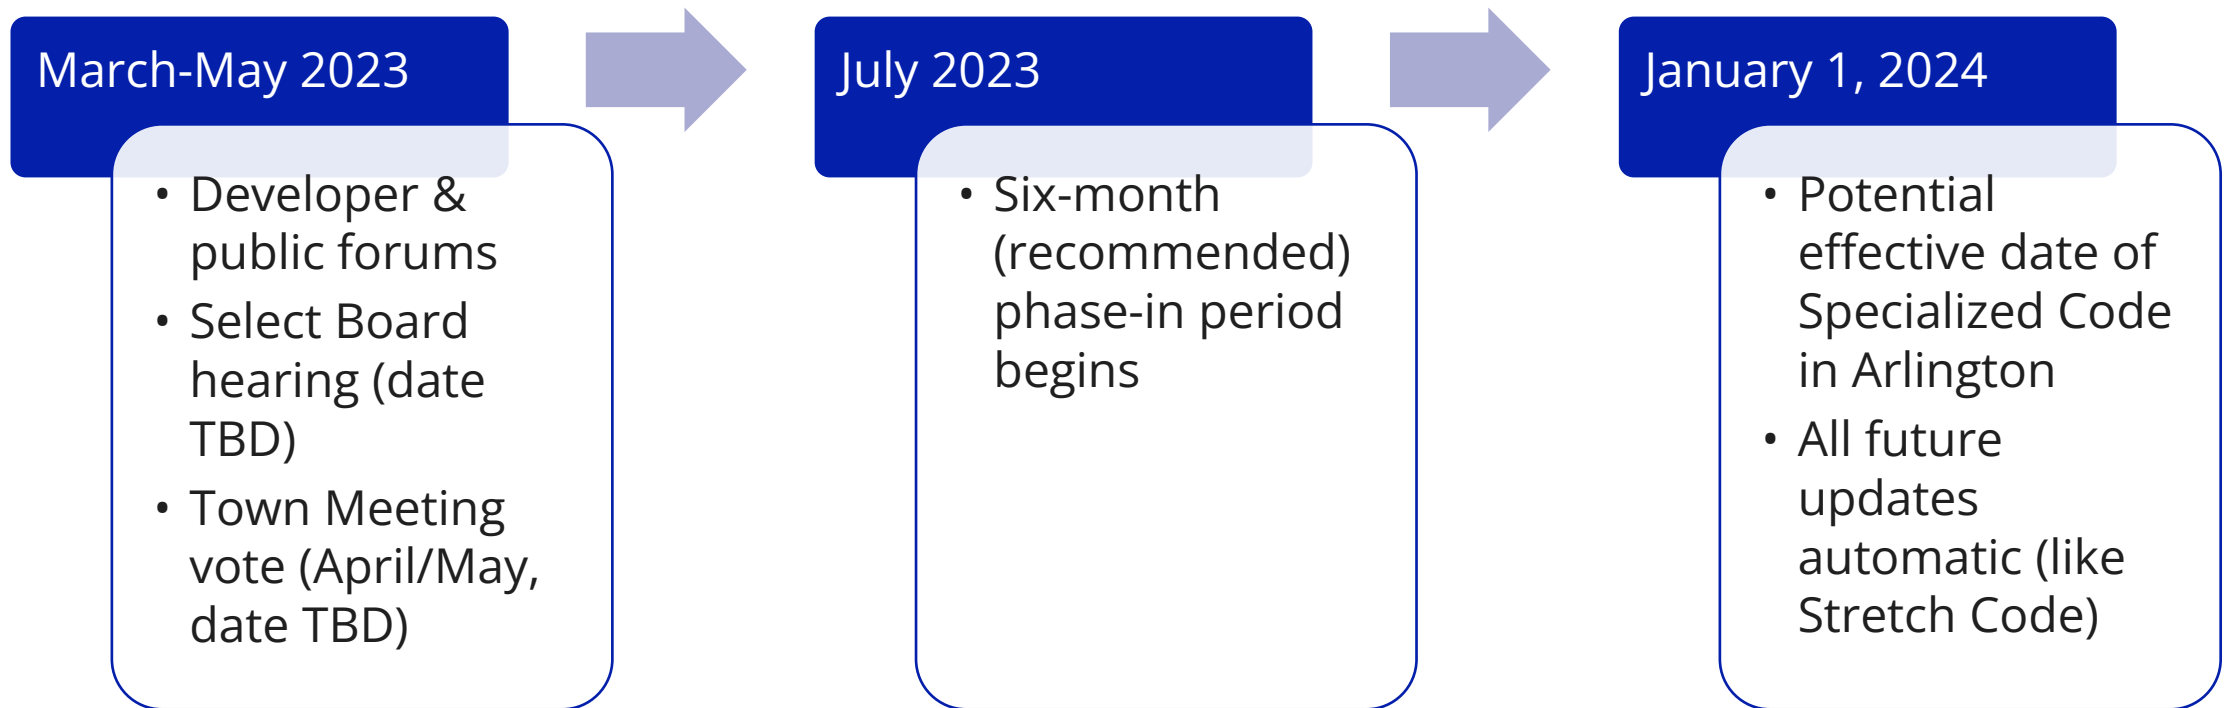 March-May 2023
• Developer &
public forums
• Select Board
hearing (date
TBD)
• Town Meeting
vote (April/May,
date TBD)
July 2023
• Six-month
(recommended)
phase-in period
begins
January 1, 2024
• Potential
effective date of
Specialized Code
in Arlington
• All future
updates
automatic (like
Stretch Code)